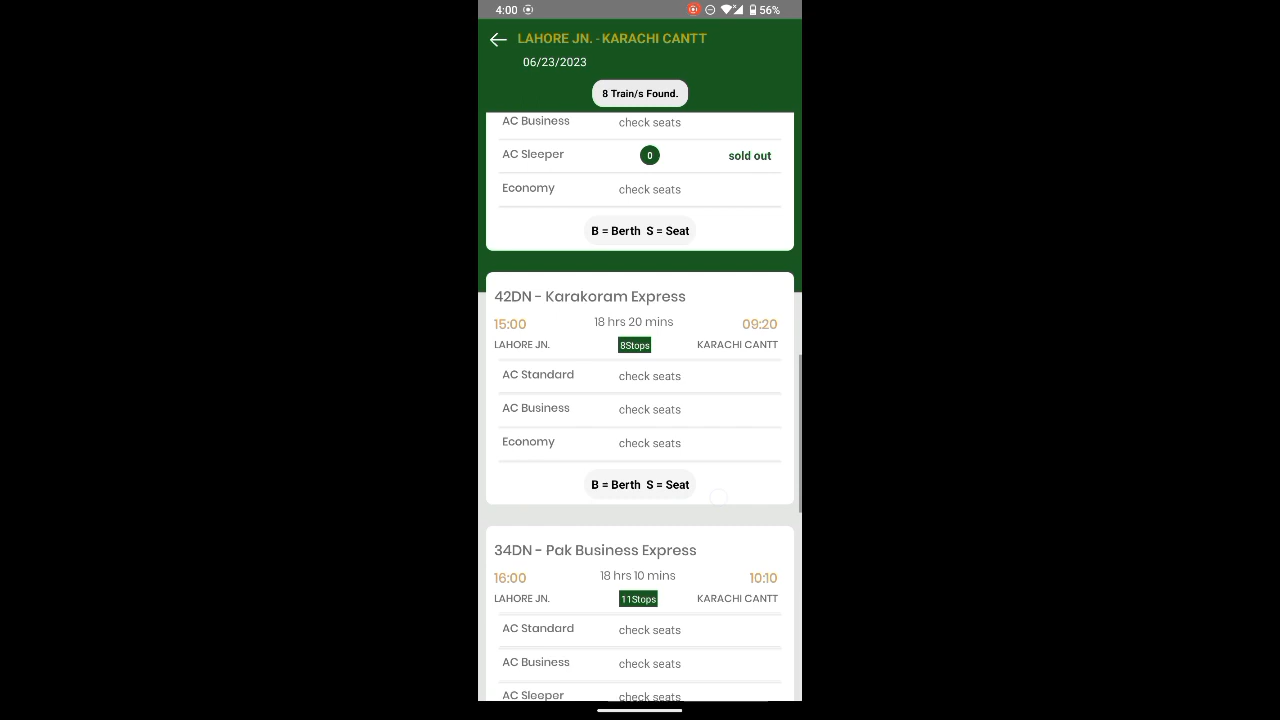 4:00 56%
LAHORE JN. - KARACHI CANTT
06/23/2023
8 Train/s Found.
AC Business check seats
AC Sleeper 0 sold out
Economy check seats
B = Berth S = Seat
42DN - Karakoram Express
15:00 18 hrs 20 mins 09:20
LAHORE JN. 8Stops KARACHI CANTT
AC Standard check seats
AC Business check seats
Economy check seats
B = Berth S = Seat
34DN - Pak Business Express
16:00 18 hrs 10 mins 10:10
LAHORE JN. 11Stops KARACHI CANTT
AC Standard check seats
AC Business check seats
AC Sleeper check seats